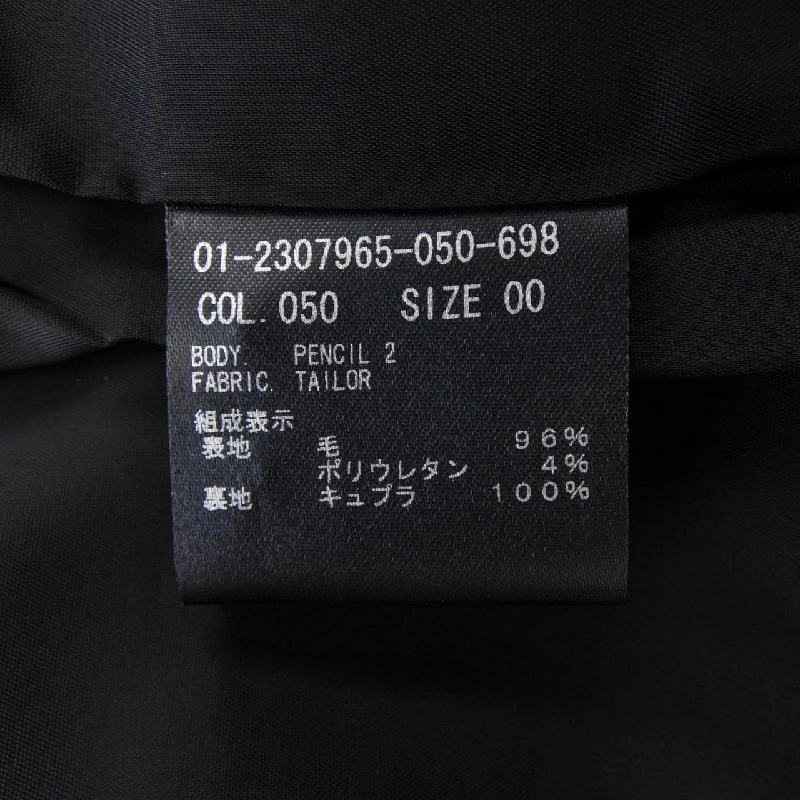 01-2307965-050-698
COL.050 SIZE 00
BODY. PENCIL 2
FABRIC. TAILOR
組成表示
表地 毛 96%
ポリウレタン 4%
裏地 キュプラ 100%